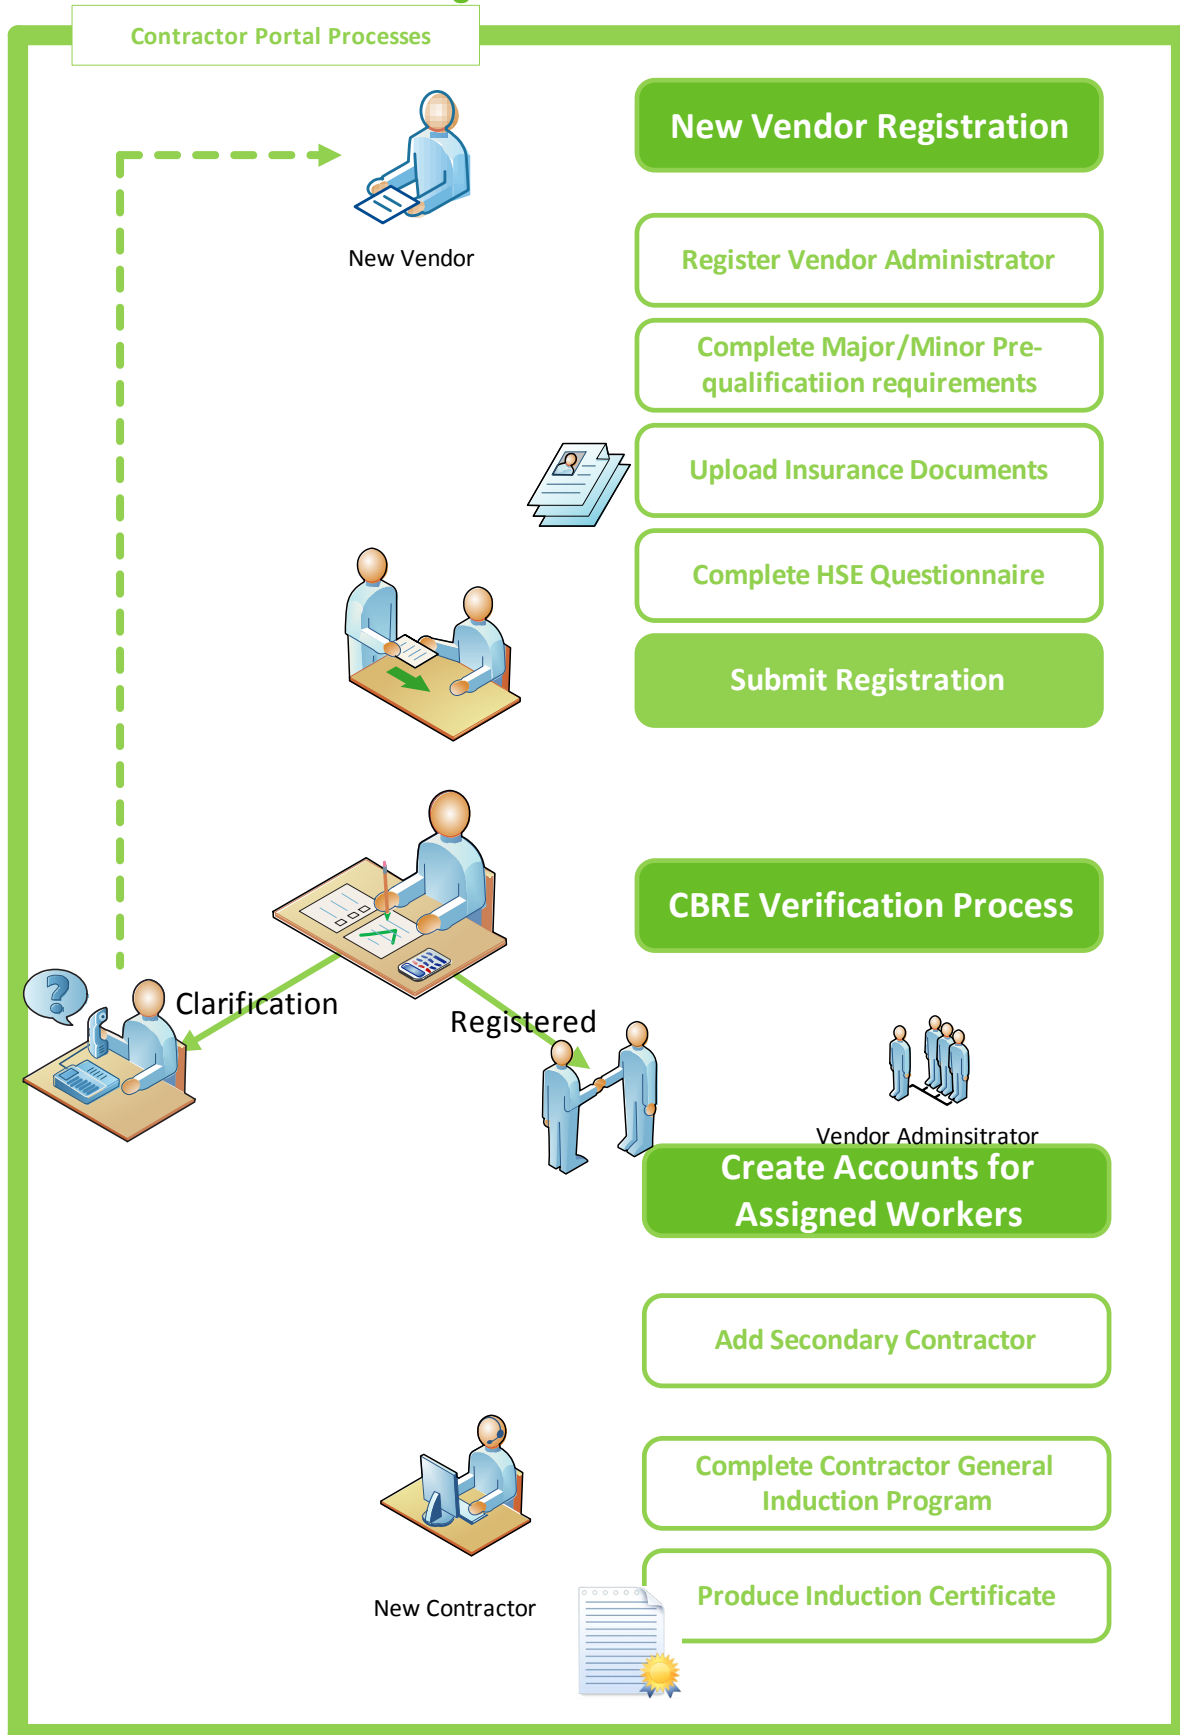 Contractor Portal Processes
New Vendor Registration
New Vendor
Register Vendor Administrator
Complete Major/Minor Pre-
qualificatiion requirements
Upload Insurance Documents
Complete HSE Questionnaire
Submit Registration
CBRE Verification Process
Clarification
Registered
Vendor Adminsitrator
Create Accounts for
Assigned Workers
Add Secondary Contractor
Complete Contractor General
Induction Program
New Contractor
Produce Induction Certificate